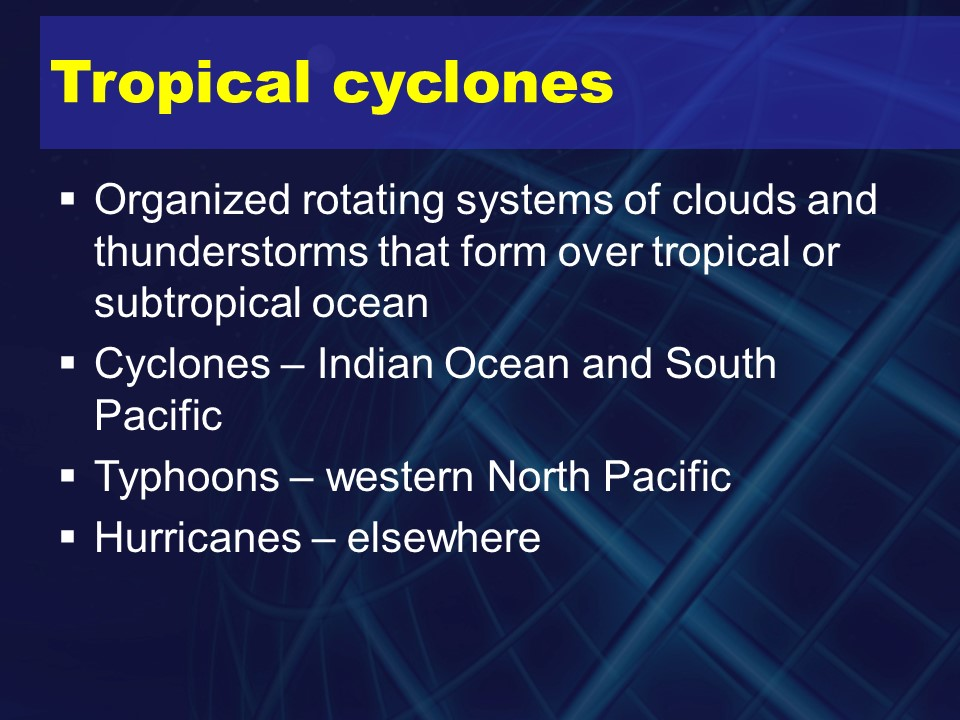 Tropical cyclones
▪ Organized rotating systems of clouds and
thunderstorms that form over tropical or
subtropical ocean
▪ Cyclones – Indian Ocean and South
Pacific
▪ Typhoons – western North Pacific
▪ Hurricanes – elsewhere